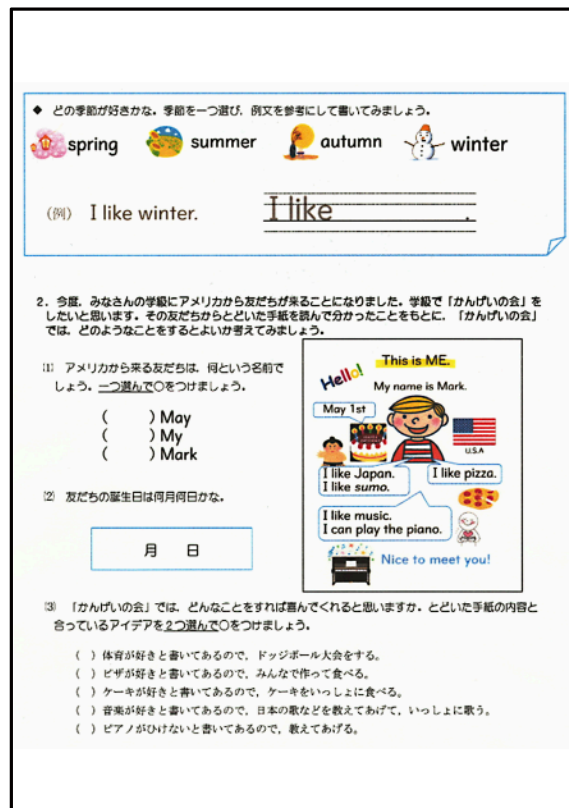 ◆ どの季節が好きかな。季節を一つ選び，例文を参考にして書いてみましょう。
spring summer autumn winter
(例) I like winter. I like .
2．今度，みなさんの学級にアメリカから友だちが来ることになりました。学級で「かんげいの会」を
したいと思います。その友だちからとどいた手紙を読んで分かったことをもとに，「かんげいの会」
では，どのようなことをするとよいか考えてみましょう。
⑴ アメリカから来る友だちは，何という名前で
しょう。一つ選んで○をつけましょう。
( ) May
( ) My
( ) Mark
⑵ 友だちの誕生日は何月何日かな。
月 日
Hello!
This is ME.
My name is Mark.
May 1st
U.S.A
I like Japan.
I like sumo.
I like pizza.
I like music.
I can play the piano.
Nice to meet you!
⑶ 「かんげいの会」では，どんなことをすれば喜んでくれると思いますか。とどいた手紙の内容と
合っているアイデアを２つ選んで○をつけましょう。
( ) 体育が好きと書いてあるので，ドッジボール大会をする。
( ) ピザが好きと書いてあるので，みんなで作って食べる。
( ) ケーキが好きと書いてあるので，ケーキをいっしょに食べる。
( ) 音楽が好きと書いてあるので，日本の歌などを教えてあげて，いっしょに歌う。
( ) ピアノがひけないと書いてあるので，教えてあげる。